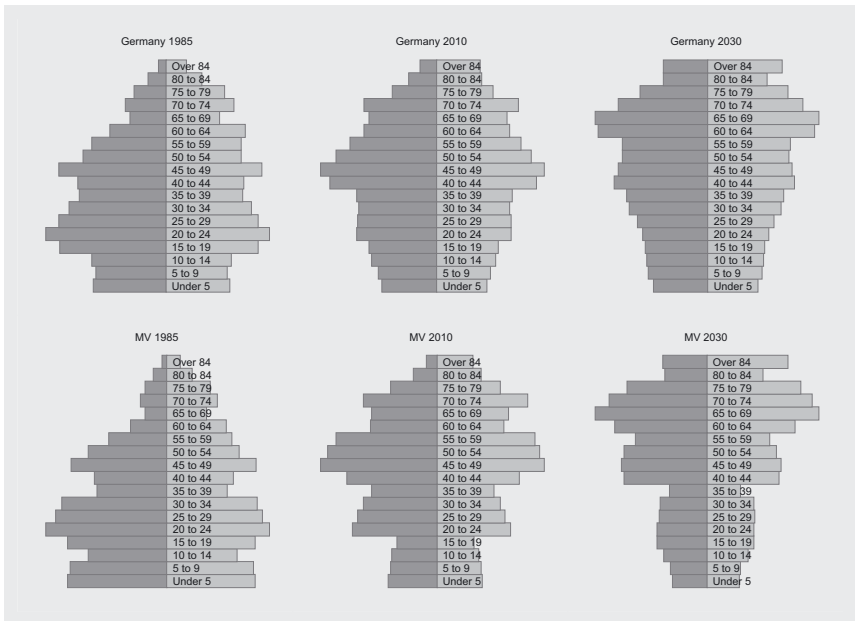 Germany 1985
Over 84
80 to 84
75 to 79
70 to 74
65 to 69
60 to 64
55 to 59
50 to 54
45 to 49
40 to 44
35 to 39
30 to 34
25 to 29
20 to 24
15 to 19
10 to 14
5 to 9
Under 5
Germany 2010
Over 84
80 to 84
75 to 79
70 to 74
65 to 69
60 to 64
55 to 59
50 to 54
45 to 49
40 to 44
35 to 39
30 to 34
25 to 29
20 to 24
15 to 19
10 to 14
5 to 9
Under 5
Germany 2030
Over 84
80 to 84
75 to 79
70 to 74
65 to 69
60 to 64
55 to 59
50 to 54
45 to 49
40 to 44
35 to 39
30 to 34
25 to 29
20 to 24
15 to 19
10 to 14
5 to 9
Under 5
MV 1985
Over 84
80 to 84
75 to 79
70 to 74
65 to 69
60 to 64
55 to 59
50 to 54
45 to 49
40 to 44
35 to 39
30 to 34
25 to 29
20 to 24
15 to 19
10 to 14
5 to 9
Under 5
MV 2010
Over 84
80 to 84
75 to 79
70 to 74
65 to 69
60 to 64
55 to 59
50 to 54
45 to 49
40 to 44
35 to 39
30 to 34
25 to 29
20 to 24
15 to 19
10 to 14
5 to 9
Under 5
MV 2030
Over 84
80 to 84
75 to 79
70 to 74
65 to 69
60 to 64
55 to 59
50 to 54
45 to 49
40 to 44
35 to 39
30 to 34
25 to 29
20 to 24
15 to 19
10 to 14
5 to 9
Under 5